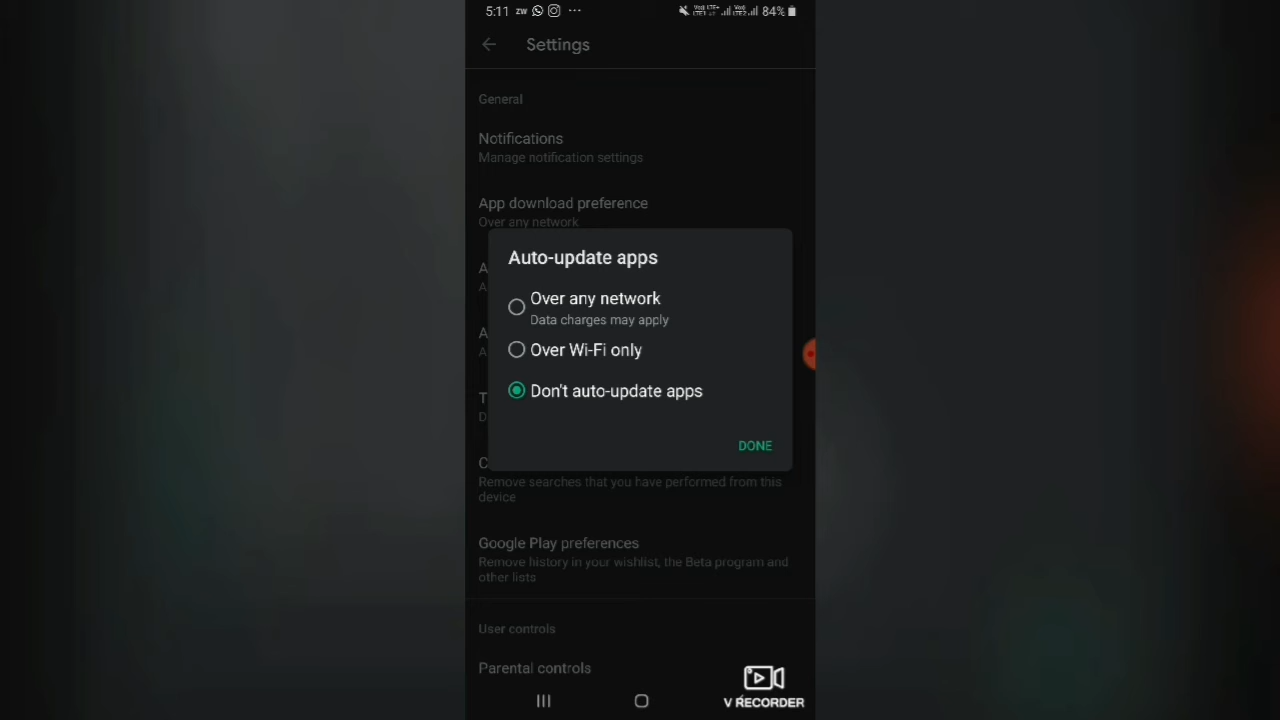 5:11 zw ... 84%
Settings
General
Notifications
Manage notification settings
App download preference
Over any network
Auto-update apps
Over any network
Data charges may apply
Over Wi-Fi only
Don't auto-update apps
DONE
Remove searches that you have performed from this
device
Google Play preferences
Remove history in your wishlist, the Beta program and
other lists
User controls
Parental controls
V RECORDER